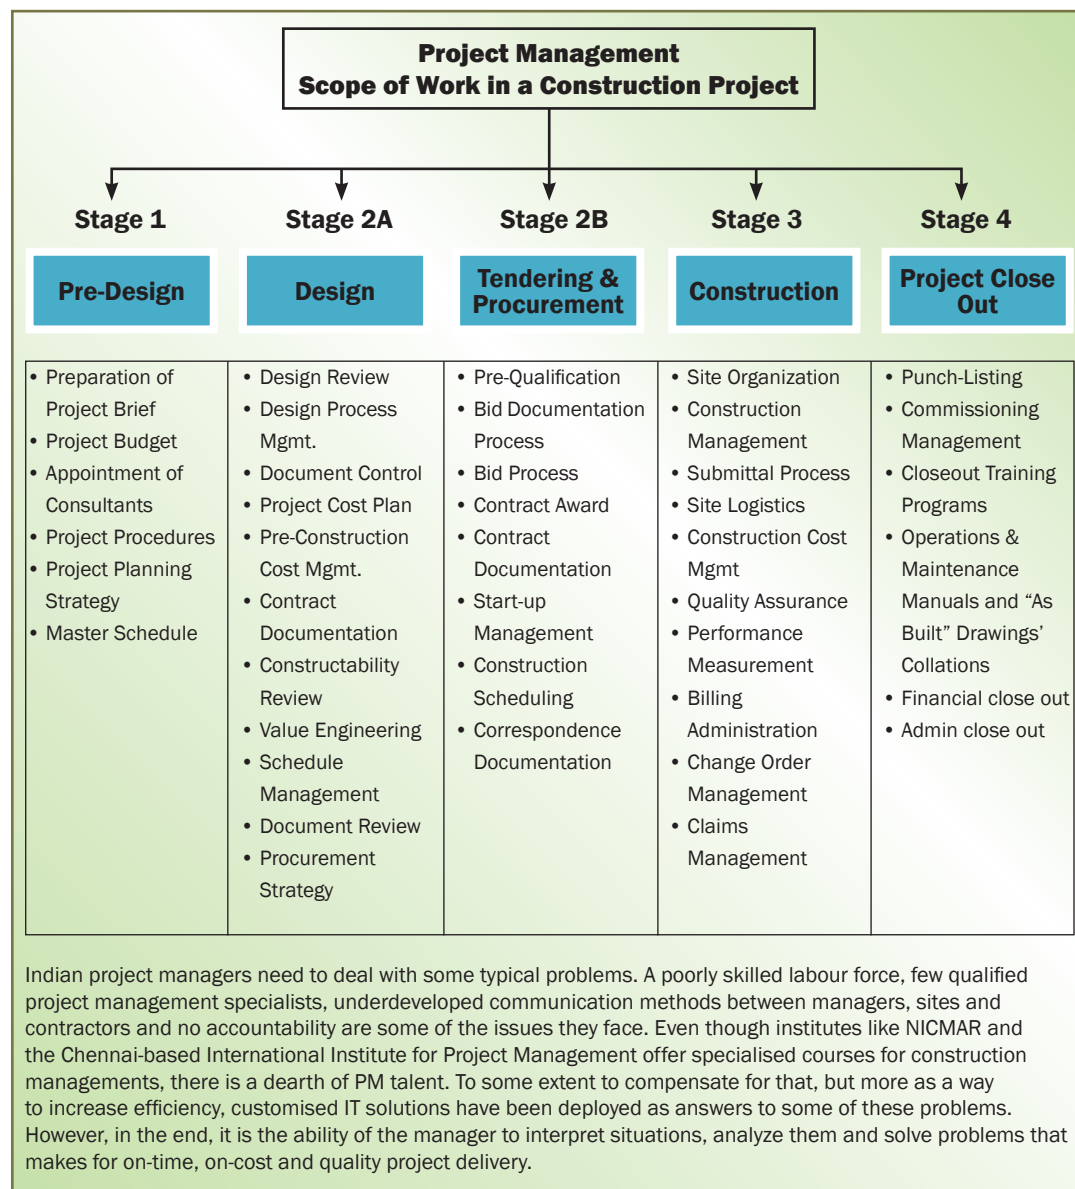 Project Management
Scope of Work in a Construction Project
Stage 1
Stage 2A
Stage 2B
Stage 3
Stage 4
Pre-Design
Design
Tendering &
Procurement
Construction
Project Close
Out
• Preparation of
Project Brief
• Project Budget
• Appointment of
Consultants
• Project Procedures
• Project Planning
Strategy
• Master Schedule
• Design Review
• Design Process
Mgmt.
• Document Control
• Project Cost Plan
• Pre-Construction
Cost Mgmt.
• Contract
Documentation
• Constructability
Review
• Value Engineering
• Schedule
Management
• Document Review
• Procurement
Strategy
• Pre-Qualification
• Bid Documentation
Process
• Bid Process
• Contract Award
• Contract
Documentation
• Start-up
Management
• Construction
Scheduling
• Correspondence
Documentation
• Site Organization
• Construction
Management
• Submittal Process
• Site Logistics
• Construction Cost
Mgmt
• Quality Assurance
• Performance
Measurement
• Billing
Administration
• Change Order
Management
• Claims
Management
• Punch-Listing
• Commissioning
Management
• Closeout Training
Programs
• Operations &
Maintenance
Manuals and “As
Built” Drawings’
Collations
• Financial close out
• Admin close out
Indian project managers need to deal with some typical problems. A poorly skilled labour force, few qualified
project management specialists, underdeveloped communication methods between managers, sites and
contractors and no accountability are some of the issues they face. Even though institutes like NICMAR and
the Chennai-based International Institute for Project Management offer specialised courses for construction
managements, there is a dearth of PM talent. To some extent to compensate for that, but more as a way
to increase efficiency, customised IT solutions have been deployed as answers to some of these problems.
However, in the end, it is the ability of the manager to interpret situations, analyze them and solve problems that
makes for on-time, on-cost and quality project delivery.